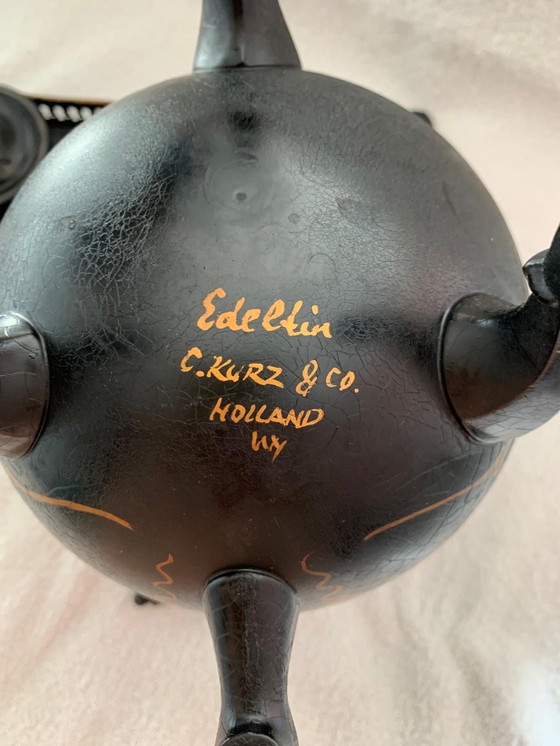 Edeltin
C. KURZ & CO.
HOLLAND